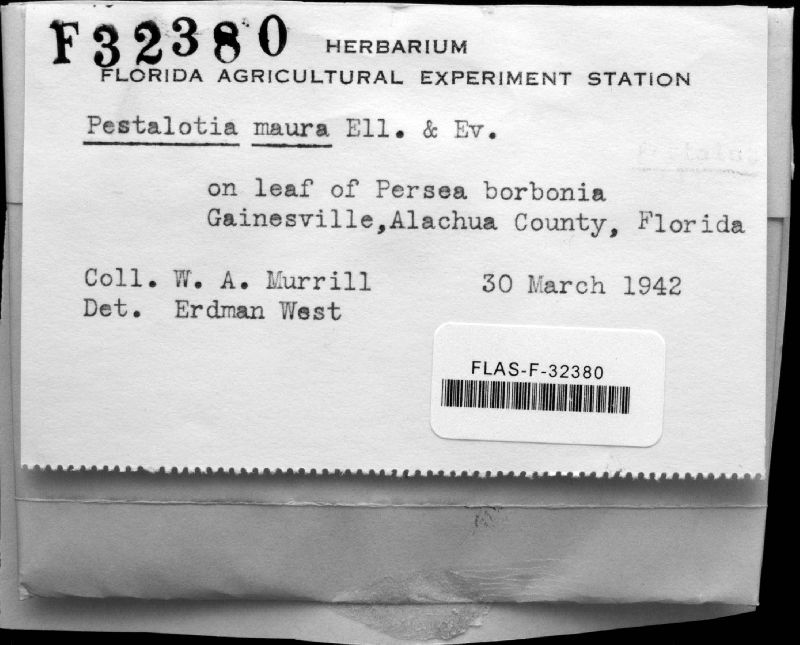 F32380
HERBARIUM
FLORIDA AGRICULTURAL EXPERIMENT STATION
Pestalotia maura Ell. & Ev.
on leaf of Persea borbonia
Gainesville,Alachua County, Florida
Coll. W. A. Murrill 30 March 1942
Det. Erdman West
FLAS-F-32380